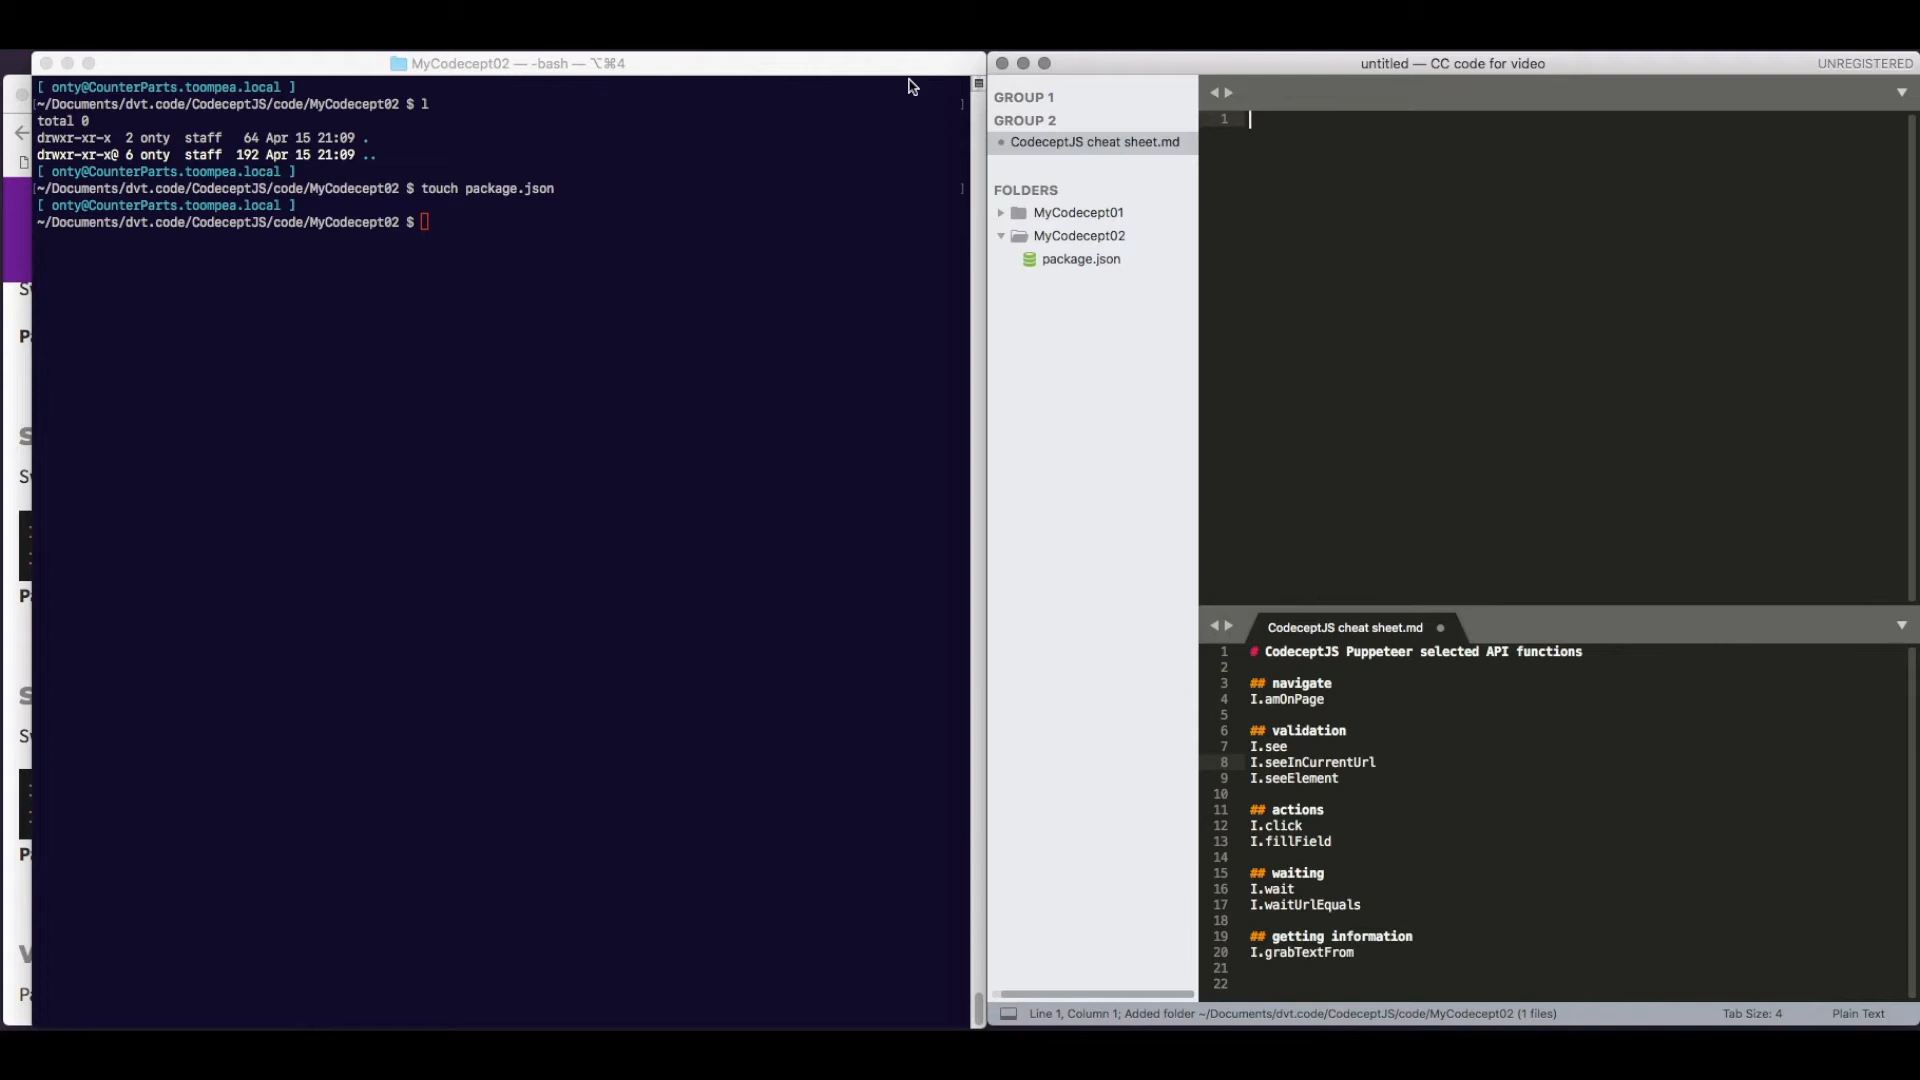 MyCodecept02 — -bash — ⌥⌘4
[ onty@CounterParts.toompea.local ]
~/Documents/dvt.code/CodeceptJS/code/MyCodecept02 $ l
total 0
drwxr-xr-x  2 onty  staff   64 Apr 15 21:09 .
drwxr-xr-x@ 6 onty  staff  192 Apr 15 21:09 ..
[ onty@CounterParts.toompea.local ]
~/Documents/dvt.code/CodeceptJS/code/MyCodecept02 $ touch package.json
[ onty@CounterParts.toompea.local ]
~/Documents/dvt.code/CodeceptJS/code/MyCodecept02 $
untitled — CC code for video
UNREGISTERED
GROUP 1
GROUP 2
CodeceptJS cheat sheet.md
FOLDERS
MyCodecept01
MyCodecept02
package.json
1
CodeceptJS cheat sheet.md
1 # CodeceptJS Puppeteer selected API functions
2
3 ## navigate
4 I.amOnPage
5
6 ## validation
7 I.see
8 I.seeInCurrentUrl
9 I.seeElement
10
11 ## actions
12 I.click
13 I.fillField
14
15 ## waiting
16 I.wait
17 I.waitUrlEquals
18
19 ## getting information
20 I.grabTextFrom
21
22
Line 1, Column 1; Added folder ~/Documents/dvt.code/CodeceptJS/code/MyCodecept02 (1 files)
Tab Size: 4
Plain Text